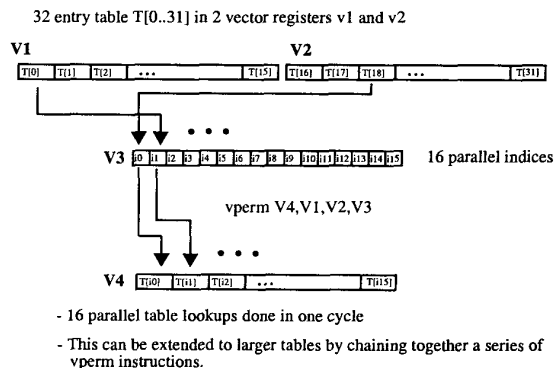 32 entry table T[0..31] in 2 vector registers v1 and v2
V1 V2
T[0] T[1] T[2] ... T[15] T[16] T[17] T[18] ... T[31]
• • •
V3 i0 i1 i2 i3 i4 i5 i6 i7 i8 i9 i10 i11 i12 i13 i14 i15 16 parallel indices
vperm V4,V1,V2,V3
• • •
V4 T[i0] T[i1] T[i2] ... T[i15]
- 16 parallel table lookups done in one cycle
- This can be extended to larger tables by chaining together a series of
vperm instructions.